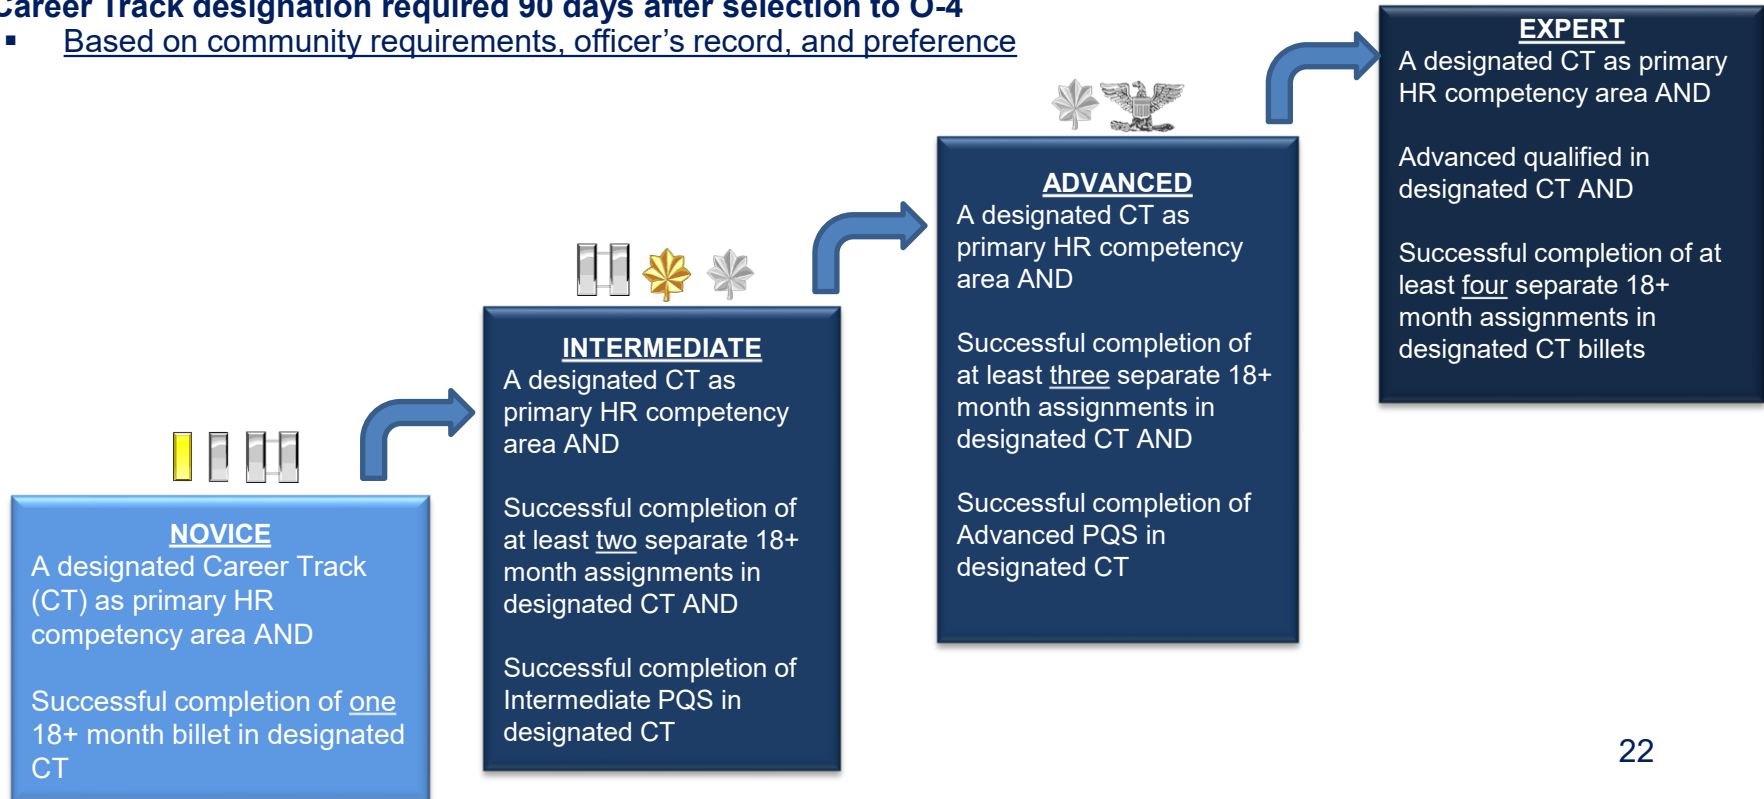 Career Track designation required 90 days after selection to O-4
▪ Based on community requirements, officer’s record, and preference
NOVICE
A designated Career Track
(CT) as primary HR
competency area AND
Successful completion of one
18+ month billet in designated
CT
INTERMEDIATE
A designated CT as
primary HR competency
area AND
Successful completion of
at least two separate 18+
month assignments in
designated CT AND
Successful completion of
Intermediate PQS in
designated CT
ADVANCED
A designated CT as
primary HR competency
area AND
Successful completion of
at least three separate 18+
month assignments in
designated CT AND
Successful completion of
Advanced PQS in
designated CT
EXPERT
A designated CT as primary
HR competency area AND
Advanced qualified in
designated CT AND
Successful completion of at
least four separate 18+
month assignments in
designated CT billets
22